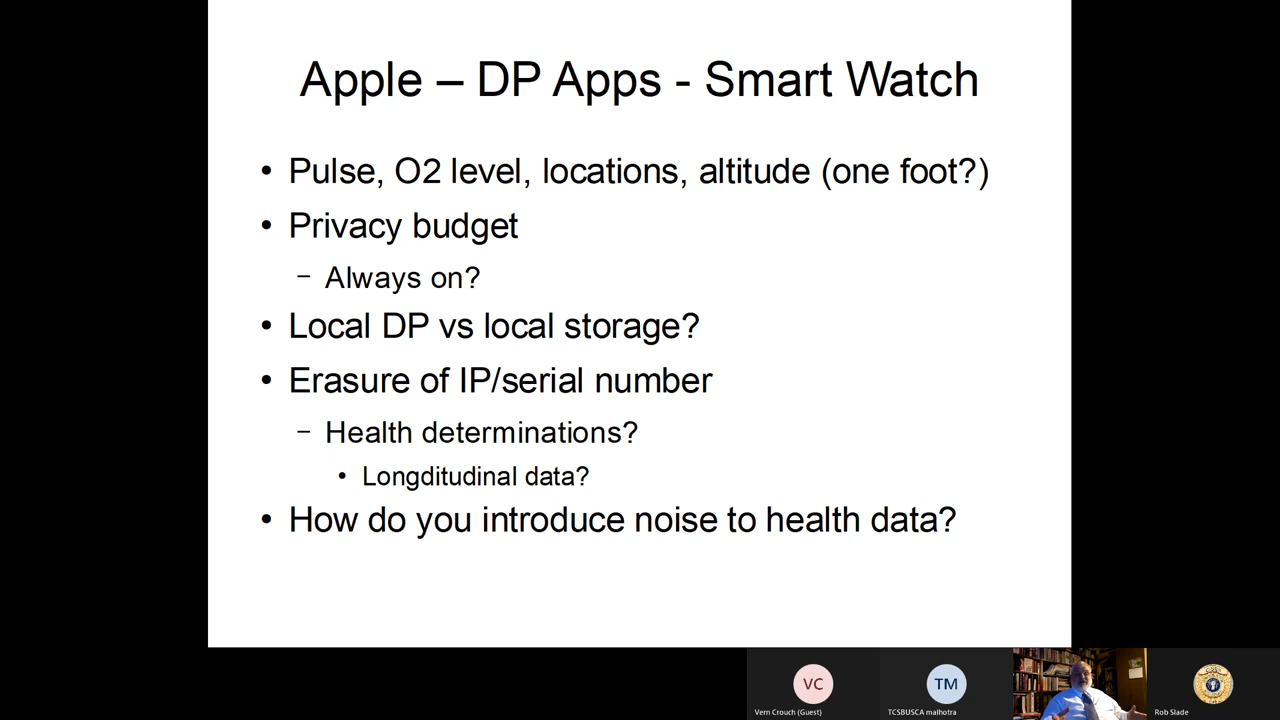 Apple – DP Apps - Smart Watch
• Pulse, O2 level, locations, altitude (one foot?)
• Privacy budget
– Always on?
• Local DP vs local storage?
• Erasure of IP/serial number
– Health determinations?
• Longditudinal data?
• How do you introduce noise to health data?
VC
TM
Vern Crouch (Guest)
TCSBUSCA malhotra
Rob Slade